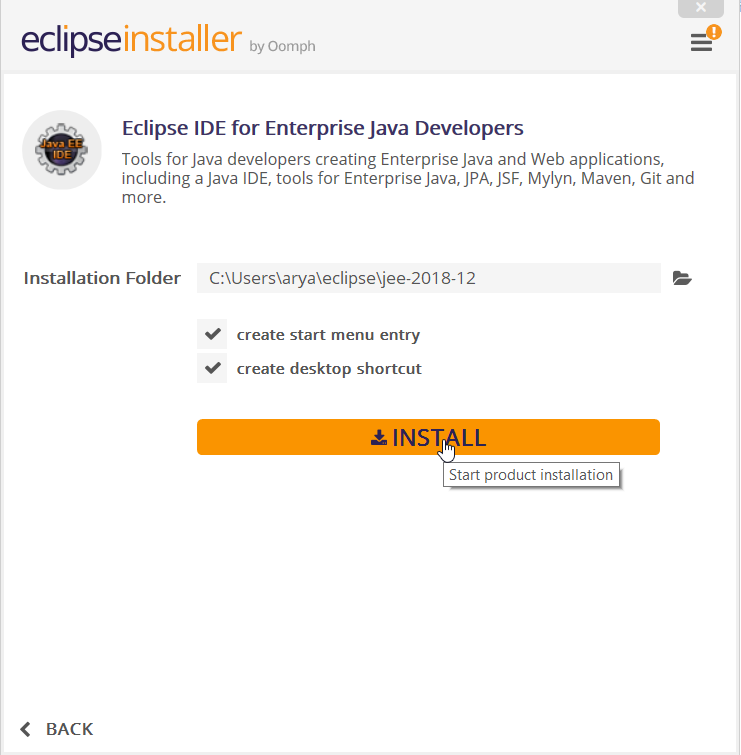 eclipseinstaller by Oomph
!
Java EE
IDE
Eclipse IDE for Enterprise Java Developers
Tools for Java developers creating Enterprise Java and Web applications,
including a Java IDE, tools for Enterprise Java, JPA, JSF, Mylyn, Maven, Git and
more.
Installation Folder C:\Users\arya\eclipse\jee-2018-12
create start menu entry
create desktop shortcut
INSTALL
Start product installation
BACK